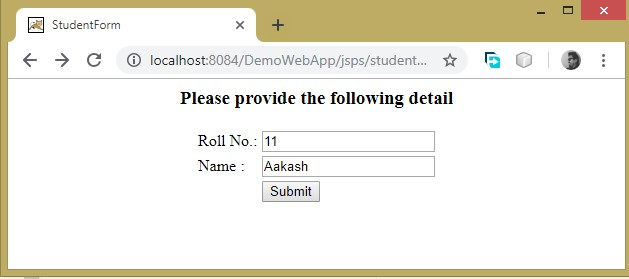 StudentForm
localhost:8084/DemoWebApp/jsps/student...
Please provide the following detail
Roll No.: 11
Name : Aakash
Submit